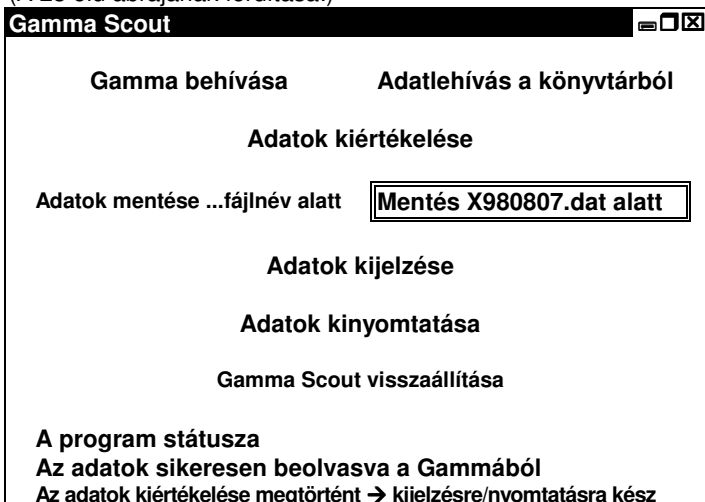 Gamma Scout
Gamma behívása Adatlehívás a könyvtárból
Adatok kiértékelése
Adatok mentése ...fájlnév alatt Mentés X980807.dat alatt
Adatok kijelzése
Adatok kinyomtatása
Gamma Scout visszaállítása
A program státusza
Az adatok sikeresen beolvasva a Gammából
Az adatok kiértékelése megtörtént → kijelzésre/nyomtatásra kész